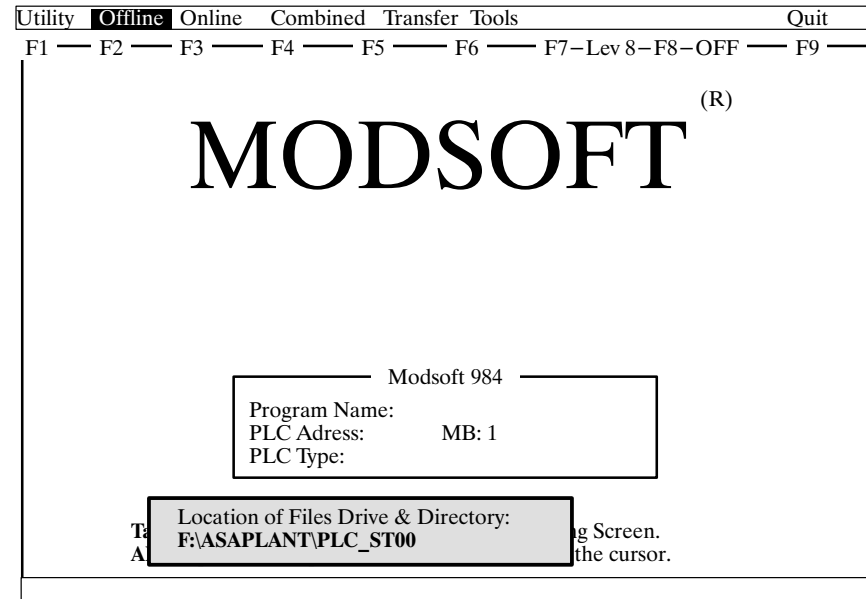 Utility Offline Online Combined Transfer Tools Quit
F1 F2 F3 F4 F5 F6 F7-Lev 8-F8-OFF F9
MODSOFT (R)
Modsoft 984
Program Name:
PLC Adress: MB: 1
PLC Type:
Location of Files Drive & Directory:
F:\ASAPLANT\PLC_ST00
Screen.
the cursor.